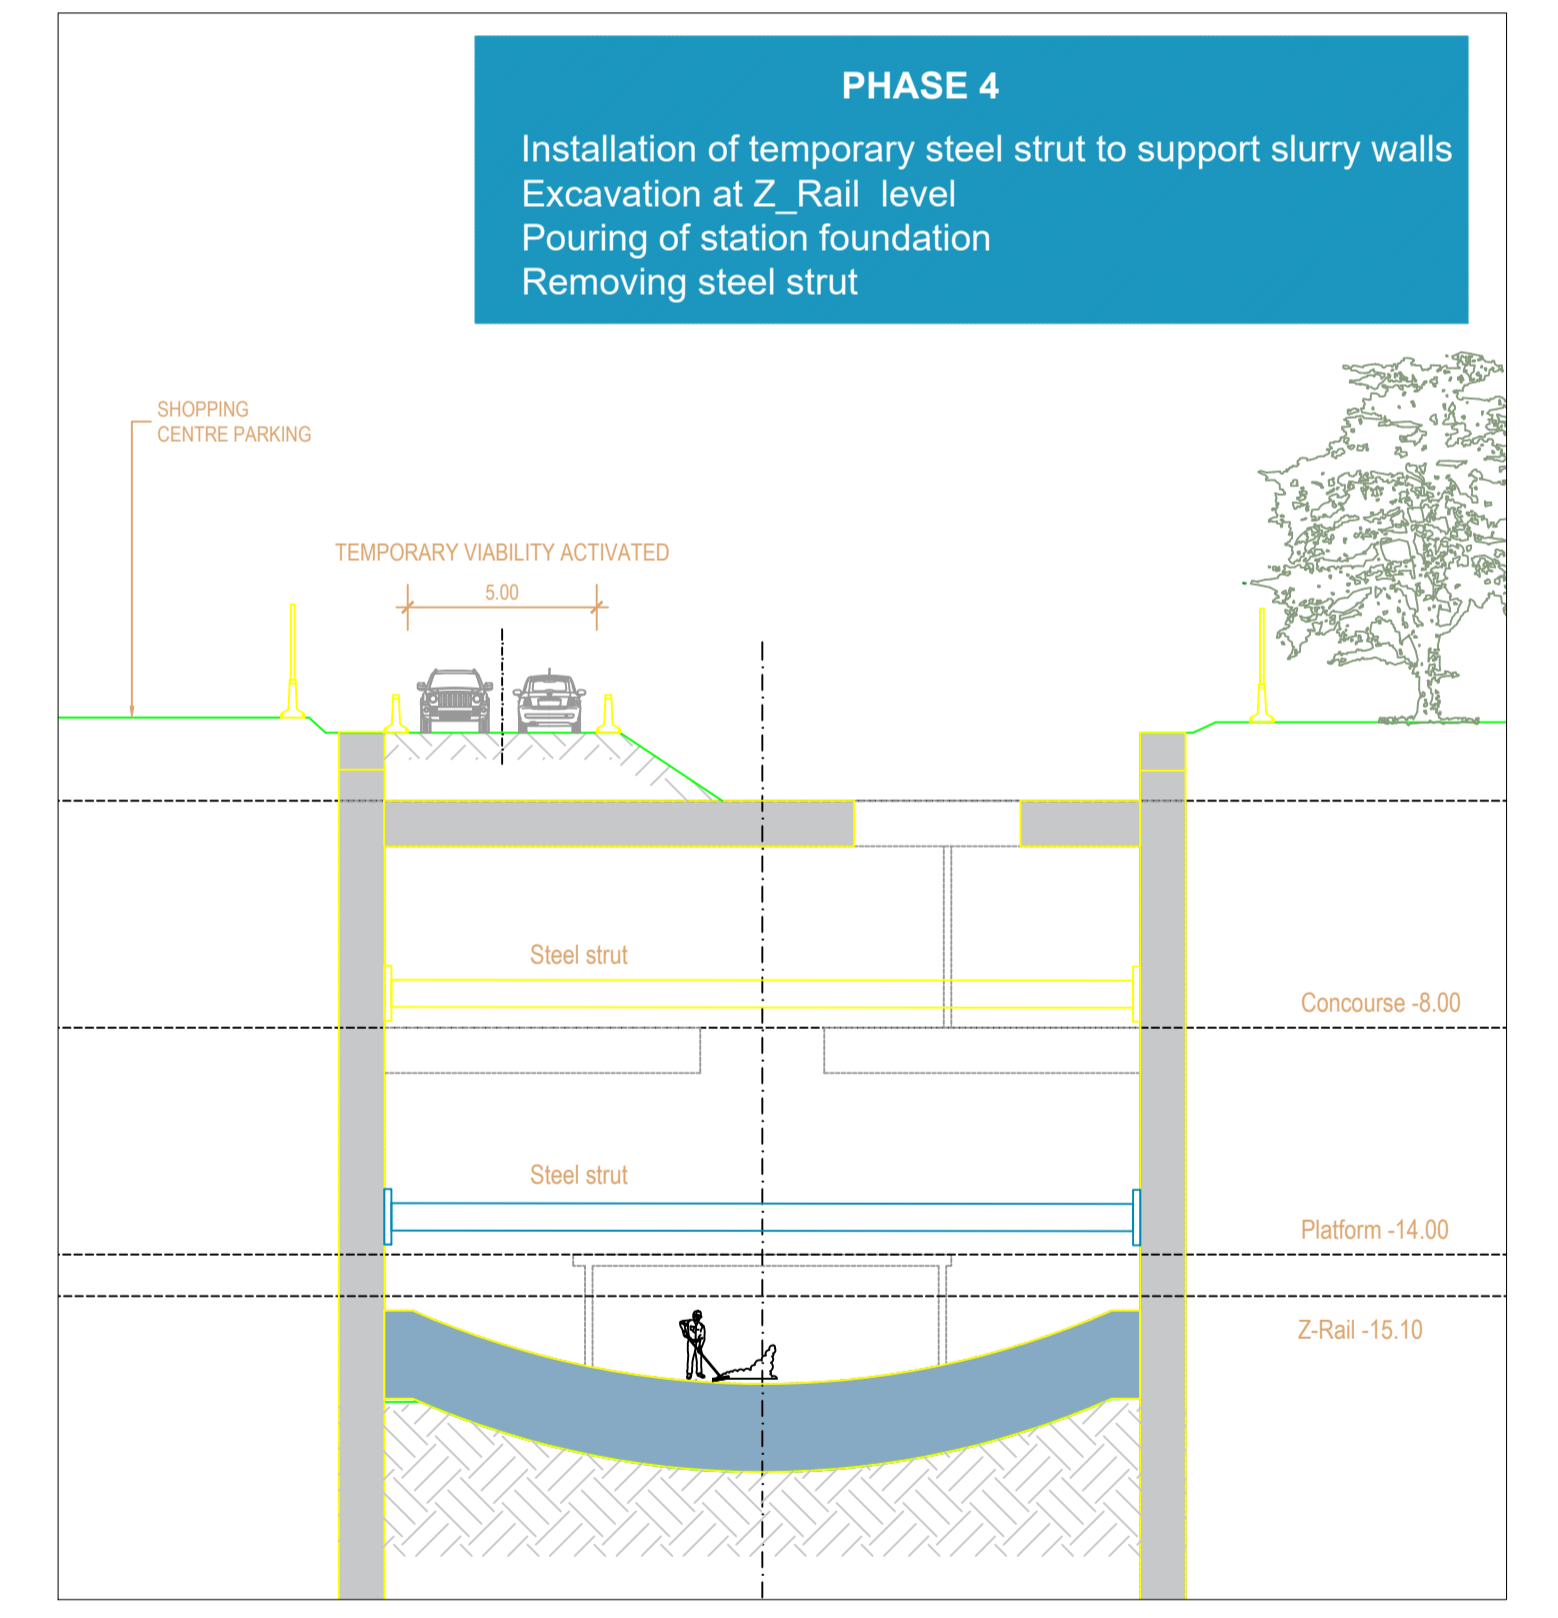 PHASE 4
Installation of temporary steel strut to support slurry walls
Excavation at Z_Rail level
Pouring of station foundation
Removing steel strut
SHOPPING
CENTRE PARKING
TEMPORARY VIABILITY ACTIVATED
5.00
Steel strut
Concourse -8.00
Steel strut
Platform -14.00
Z-Rail -15.10